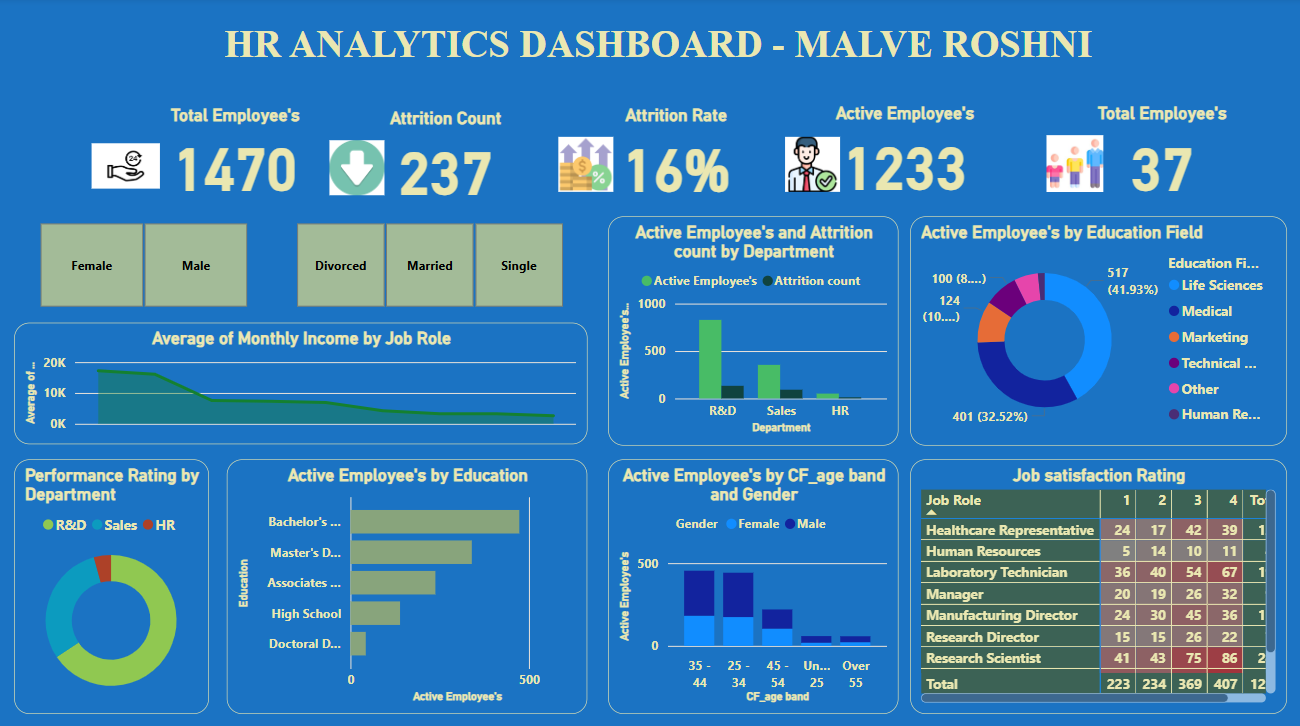 HR ANALYTICS DASHBOARD - MALVE ROSHNI
Total Employee's
1470
24
Attrition Count
237
Attrition Rate
16%
$
%
Active Employee's
1233
Total Employee's
37
Female
Male
Divorced
Married
Single
Average of Monthly Income by Job Role
Average of...
20K
10K
0K
Active Employee's and Attrition
count by Department
Active Employee's
Attrition count
Active Employee's...
1000
500
0
R&D
Sales
HR
Department
Active Employee's by Education Field
100 (8....)
124
(10....)
401 (32.52%)
517
(41.93%)
Education Fi...
Life Sciences
Medical
Marketing
Technical ...
Other
Human Re...
Performance Rating by
Department
R&D
Sales
HR
Active Employee's by Education
Education
Bachelor's ...
Master's D...
Associates ...
High School
Doctoral D...
0
500
Active Employee's
Active Employee's by CF_age band
and Gender
Gender
Female
Male
Active Employee's
500
0
35 -
44
25 -
34
45 -
54
Un...
25
Over
55
CF_age band
Job satisfaction Rating
Job Role 1 2 3 4
Healthcare Representative 24 17 42 39
Human Resources 5 14 10 11
Laboratory Technician 36 40 54 67
Manager 20 19 26 32
Manufacturing Director 24 30 45 36
Research Director 15 15 26 22
Research Scientist 41 43 75 86
Total 223 234 369 407